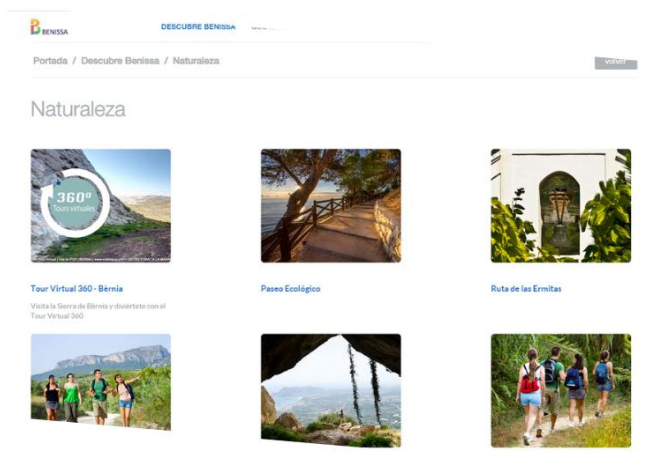 BENISSA
DESCUBRE BENISSA
Portada / Descubre Benissa / Naturaleza
volver
Naturaleza
360º
Tours virtuales
Tour Virtual 360 - Bèrnia
Paseo Ecológico
Ruta de las Ermitas
Visita la Sierra de Bèrnia y diviértete con el
Tour Virtual 360